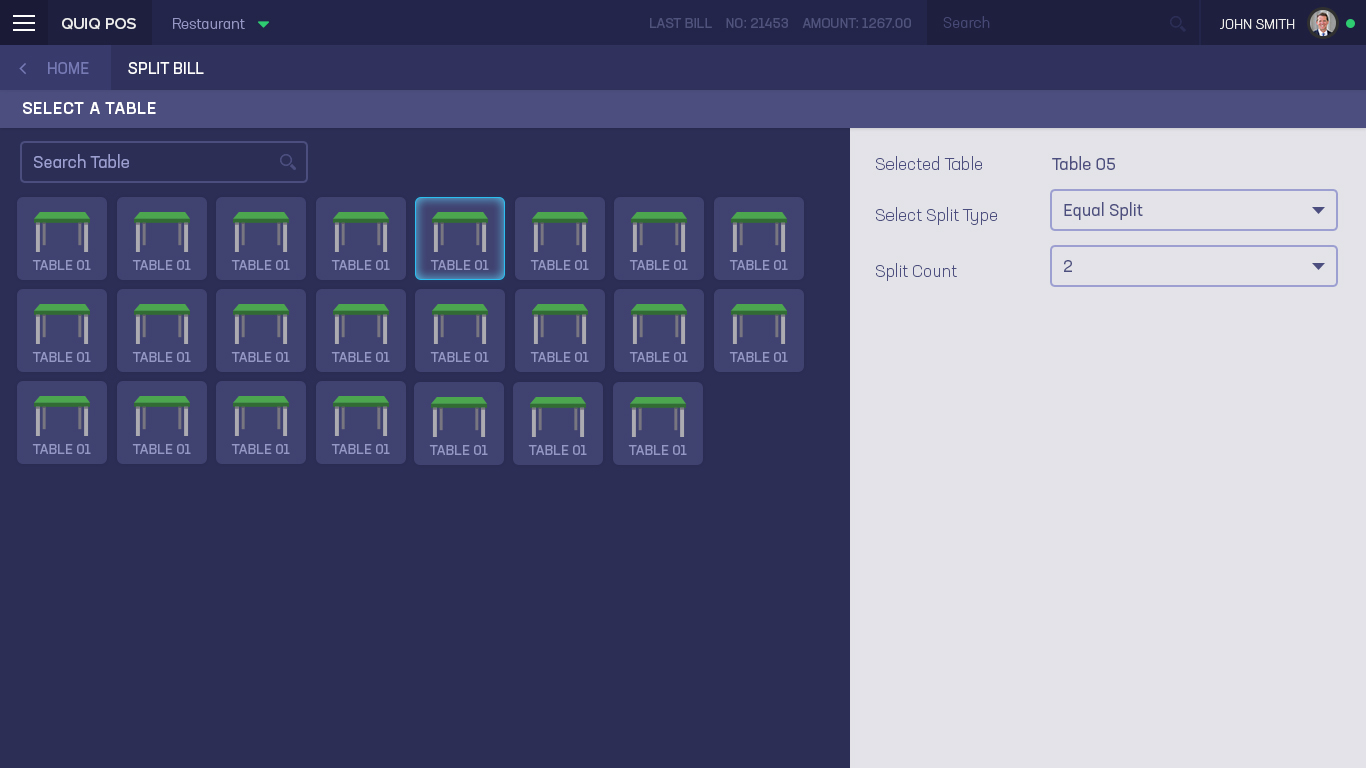 QUIQ POS
Restaurant
LAST BILL NO: 21453 AMOUNT: 1267.00
Search
JOHN SMITH
HOME
SPLIT BILL
SELECT A TABLE
Search Table
TABLE 01 TABLE 01 TABLE 01 TABLE 01 TABLE 01 TABLE 01 TABLE 01 TABLE 01
TABLE 01 TABLE 01 TABLE 01 TABLE 01 TABLE 01 TABLE 01 TABLE 01 TABLE 01
TABLE 01 TABLE 01 TABLE 01 TABLE 01 TABLE 01 TABLE 01 TABLE 01
Selected Table Table 05
Select Split Type Equal Split
Split Count 2